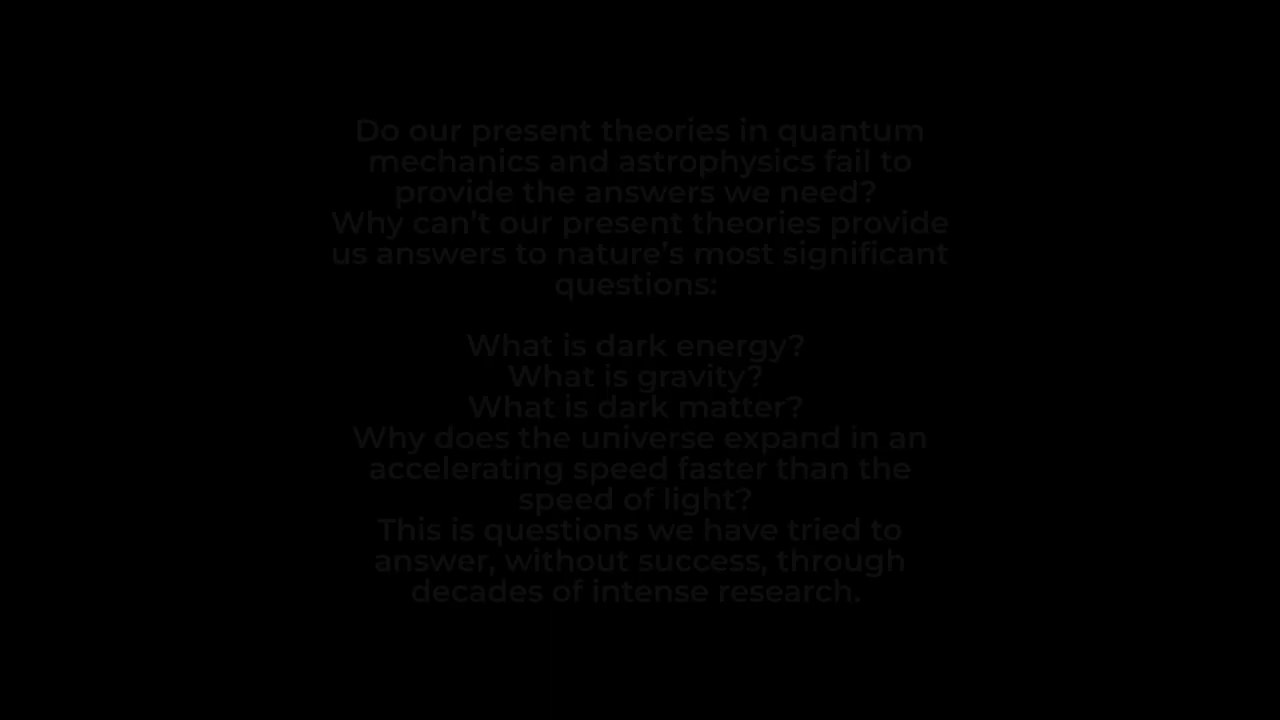 Do our present theories in quantum
mechanics and astrophysics fail to
provide the answers we need?
Why can't our present theories provide
us answers to nature's most significant
questions:
What is dark energy?
What is gravity?
What is dark matter?
Why does the universe expand in an
accelerating speed faster than the
speed of light?
This is questions we have tried to
answer, without success, through
decades of intense research.